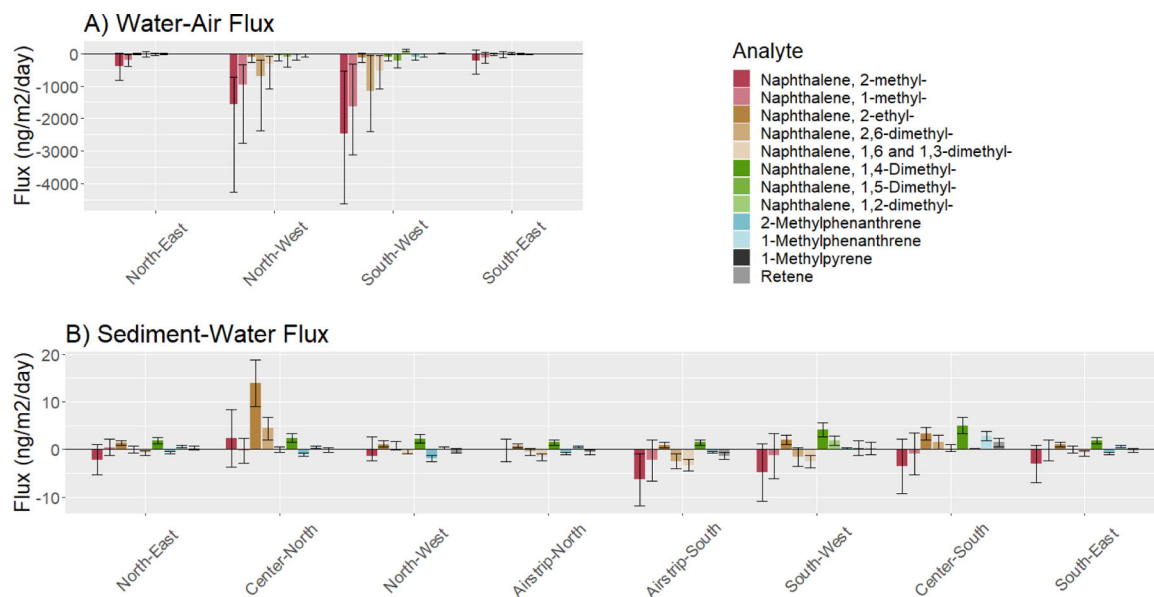 A) Water-Air Flux
0
-1000
-2000
-3000
-4000
Flux (ng/m2/day)
North-East
North-West
South-West
South-East
Analyte
Naphthalene, 2-methyl-
Naphthalene, 1-methyl-
Naphthalene, 2-ethyl-
Naphthalene, 2,6-dimethyl-
Naphthalene, 1,6 and 1,3-dimethyl-
Naphthalene, 1,4-Dimethyl-
Naphthalene, 1,5-Dimethyl-
Naphthalene, 1,2-dimethyl-
2-Methylphenanthrene
1-Methylphenanthrene
1-Methylpyrene
Retene
B) Sediment-Water Flux
20
10
0
-10
Flux (ng/m2/day)
North-East
Center-North
North-West
Airstrip-North
Airstrip-South
South-West
Center-South
South-East